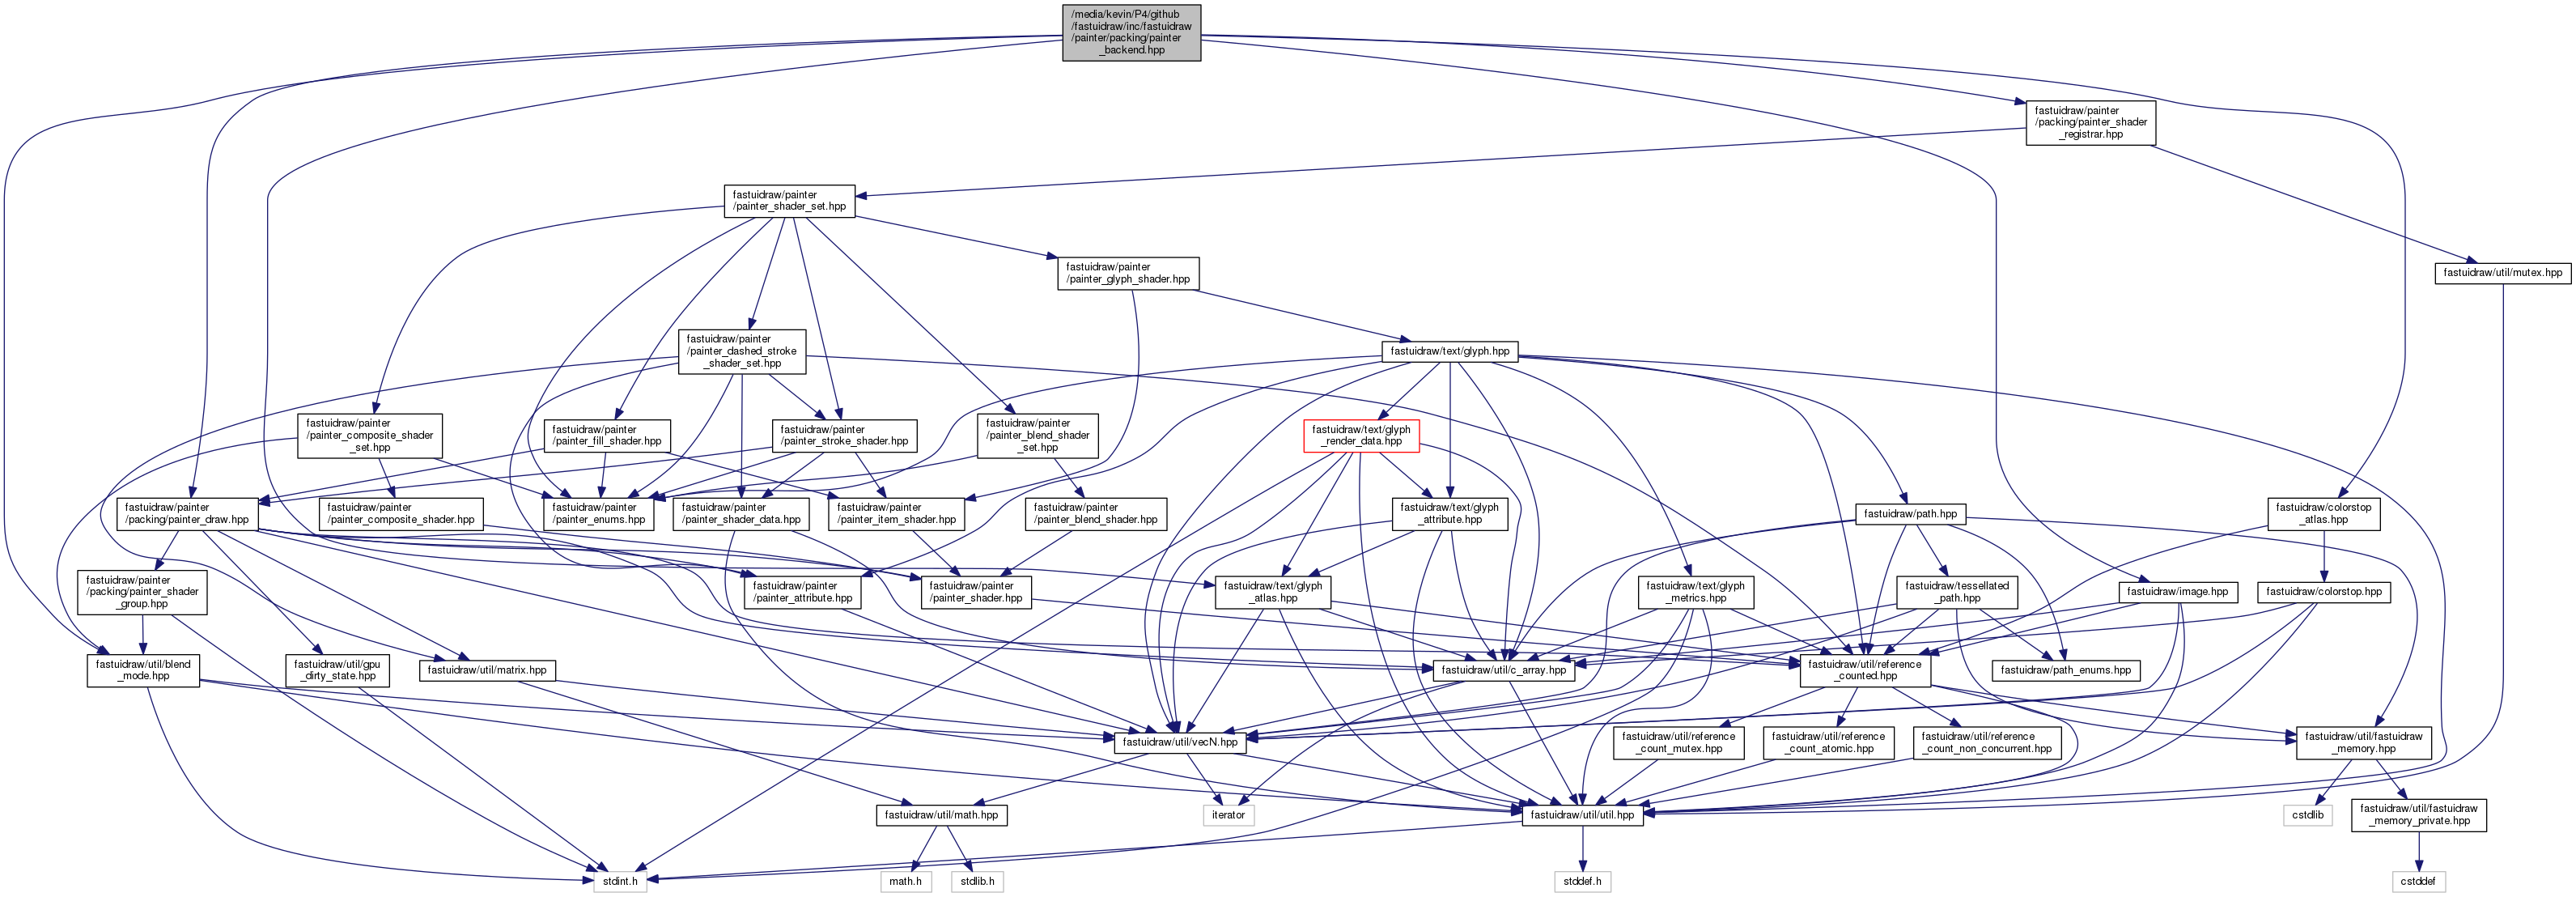 /media/kevin/P4/github
/fastuidraw/inc/fastuidraw
/painter/packing/painter
_backend.hpp
fastuidraw/painter
/packing/painter_shader
_registrar.hpp
fastuidraw/painter
/painter_shader_set.hpp
fastuidraw/painter
/painter_glyph_shader.hpp
fastuidraw/util/mutex.hpp
fastuidraw/painter
/painter_dashed_stroke
_shader_set.hpp
fastuidraw/text/glyph.hpp
fastuidraw/painter
/painter_composite_shader
_set.hpp
fastuidraw/painter
/painter_fill_shader.hpp
fastuidraw/painter
/painter_stroke_shader.hpp
fastuidraw/painter
/painter_blend_shader
_set.hpp
fastuidraw/text/glyph
_render_data.hpp
fastuidraw/painter
/packing/painter_draw.hpp
fastuidraw/painter
/painter_composite_shader.hpp
fastuidraw/painter
/painter_enums.hpp
fastuidraw/painter
/painter_shader_data.hpp
fastuidraw/painter
/painter_item_shader.hpp
fastuidraw/painter
/painter_blend_shader.hpp
fastuidraw/text/glyph
_attribute.hpp
fastuidraw/path.hpp
fastuidraw/colorstop
_atlas.hpp
fastuidraw/painter
/packing/painter_shader
_group.hpp
fastuidraw/painter
/painter_attribute.hpp
fastuidraw/painter
/painter_shader.hpp
fastuidraw/text/glyph
_atlas.hpp
fastuidraw/text/glyph
_metrics.hpp
fastuidraw/tessellated
_path.hpp
fastuidraw/image.hpp
fastuidraw/colorstop.hpp
fastuidraw/util/blend
_mode.hpp
fastuidraw/util/gpu
_dirty_state.hpp
fastuidraw/util/matrix.hpp
fastuidraw/util/c_array.hpp
fastuidraw/util/reference
_counted.hpp
fastuidraw/path_enums.hpp
fastuidraw/util/vecN.hpp
fastuidraw/util/reference
_count_mutex.hpp
fastuidraw/util/reference
_count_atomic.hpp
fastuidraw/util/reference
_count_non_concurrent.hpp
fastuidraw/util/fastuidraw
_memory.hpp
fastuidraw/util/math.hpp
iterator
fastuidraw/util/util.hpp
cstdlib
fastuidraw/util/fastuidraw
_memory_private.hpp
stdint.h
math.h
stdlib.h
stddef.h
cstddef